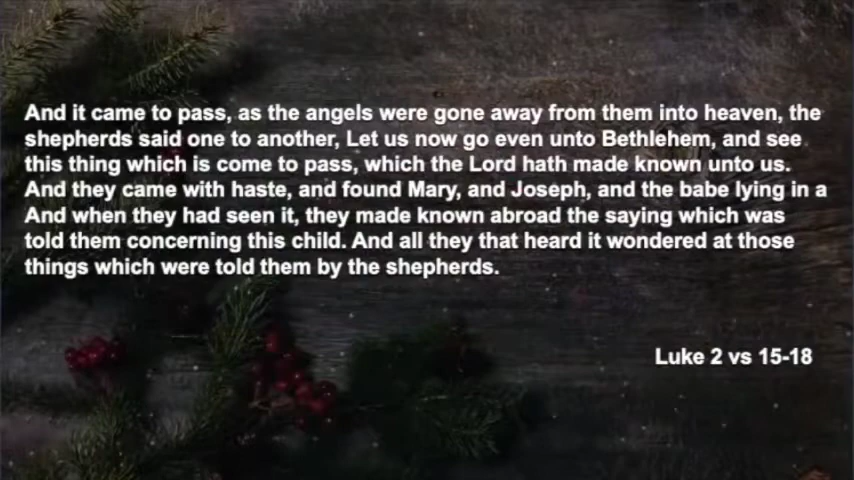 And it came to pass, as the angels were gone away from them into heaven, the
shepherds said one to another, Let us now go even unto Bethlehem, and see
this thing which is come to pass, which the Lord hath made known unto us.
And they came with haste, and found Mary, and Joseph, and the babe lying in a
And when they had seen it, they made known abroad the saying which was
told them concerning this child. And all they that heard it wondered at those
things which were told them by the shepherds.
Luke 2 vs 15-18